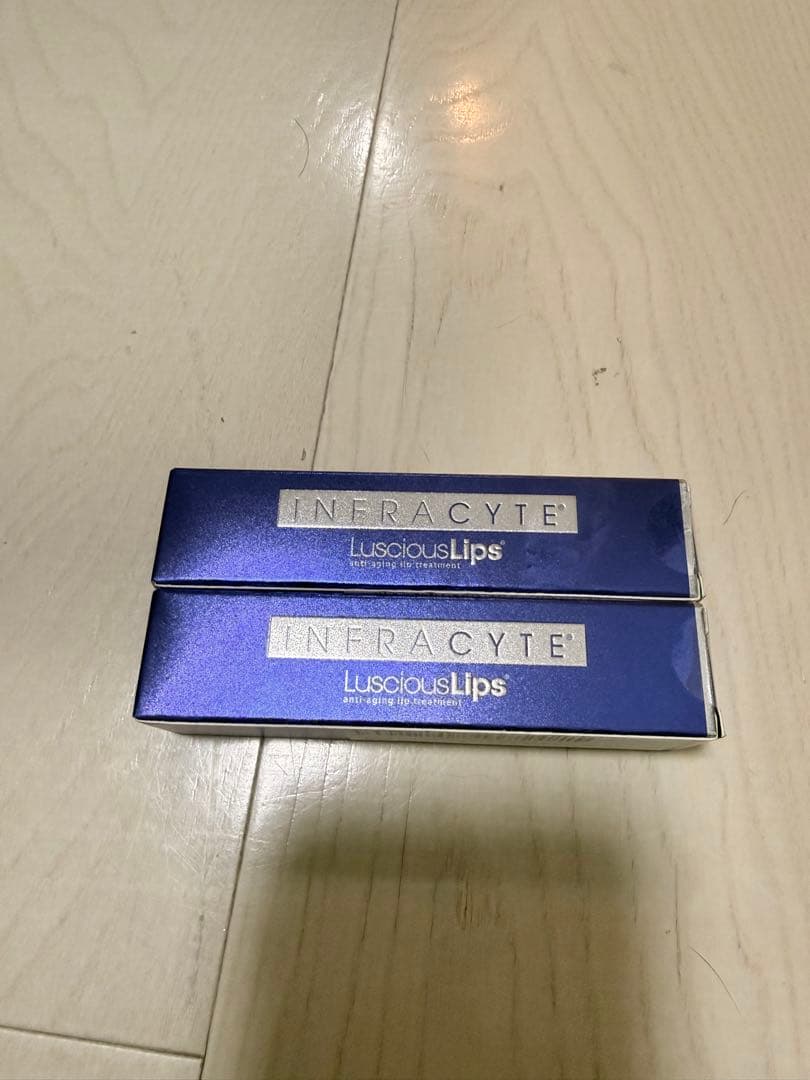 INFRACYTE®
LusciousLips®
anti-aging lip treatment
INFRACYTE®
LusciousLips®
anti-aging lip treatment